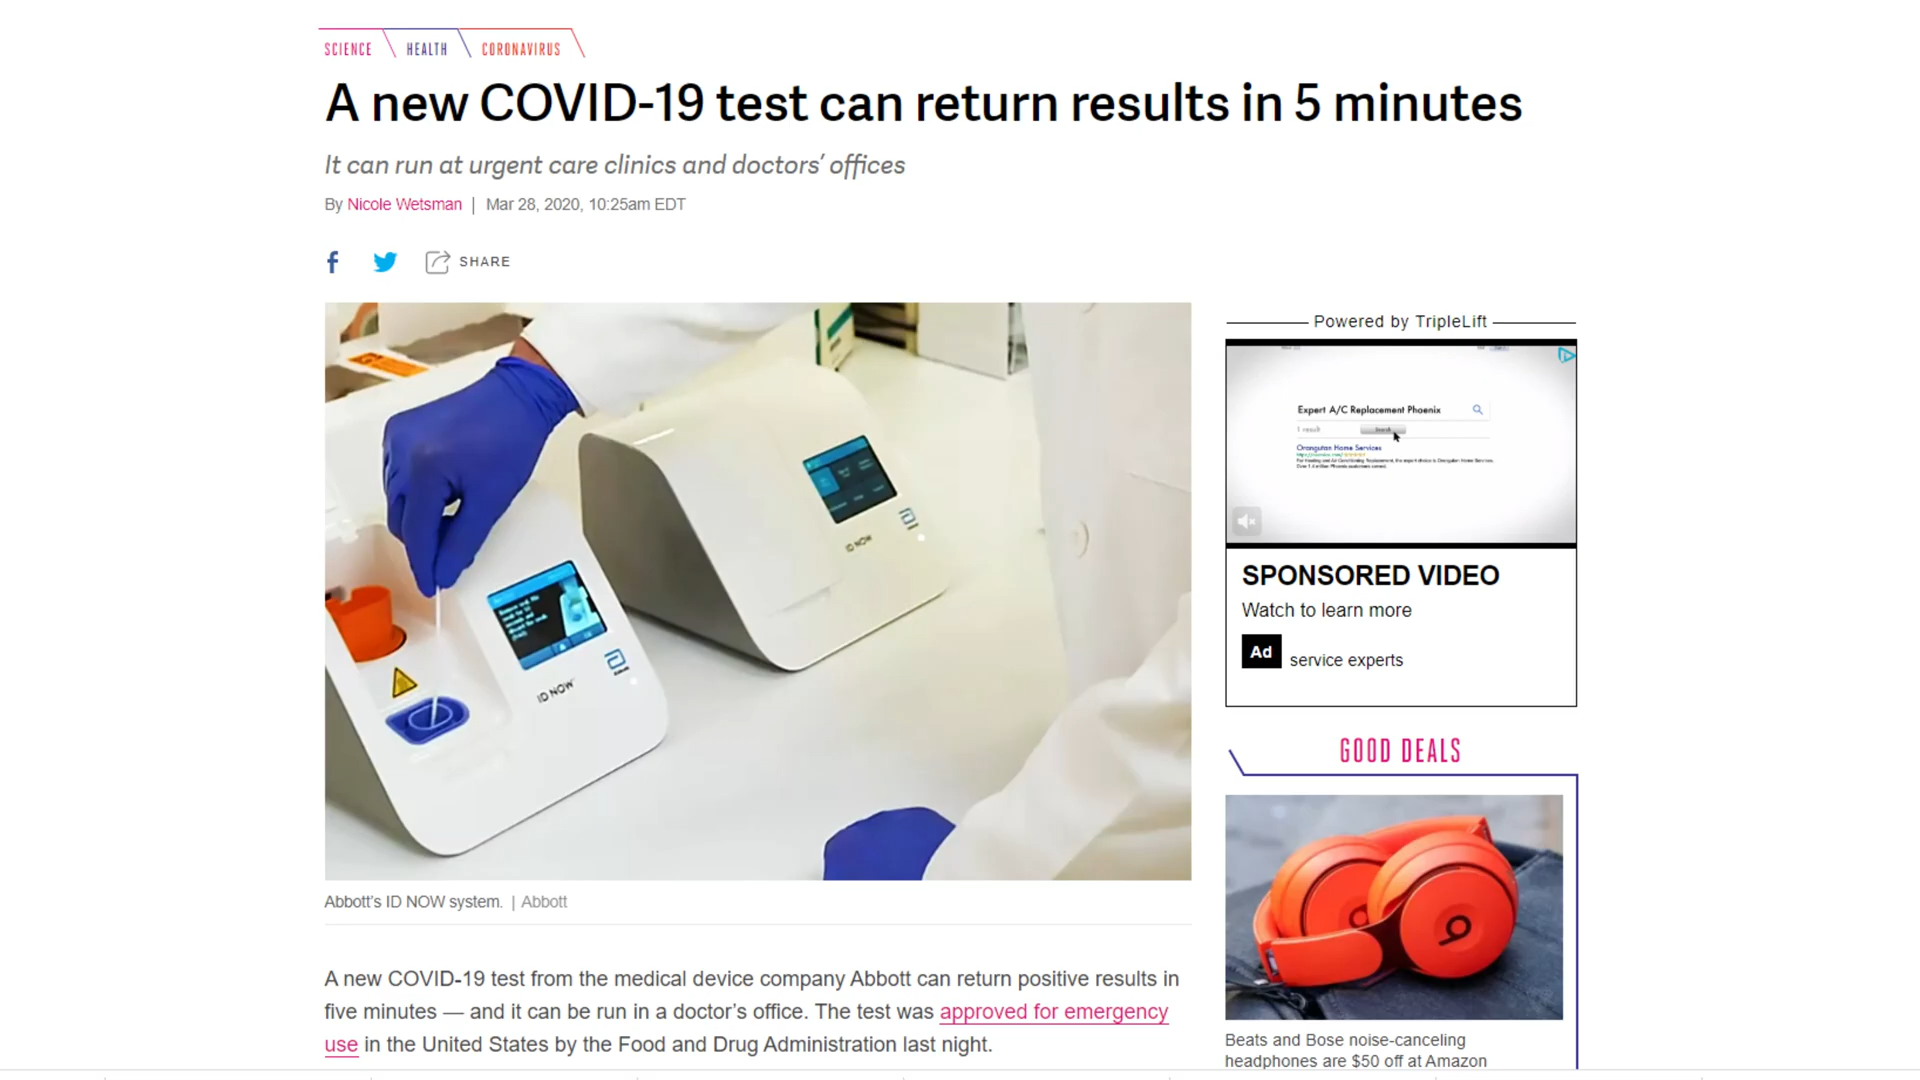 SCIENCE HEALTH CORONAVIRUS
A new COVID-19 test can return results in 5 minutes
It can run at urgent care clinics and doctors’ offices
By Nicole Wetsman | Mar 28, 2020, 10:25am EDT
SHARE
ID NOW
ID NOW
Abbott’s ID NOW system. | Abbott
A new COVID-19 test from the medical device company Abbott can return positive results in
five minutes — and it can be run in a doctor’s office. The test was approved for emergency
use in the United States by the Food and Drug Administration last night.
Powered by TripleLift
Expert A/C Replacement Phoenix
1 result
Search
Orangutan Home Services
SPONSORED VIDEO
Watch to learn more
Ad service experts
GOOD DEALS
Beats and Bose noise-canceling
headphones are $50 off at Amazon